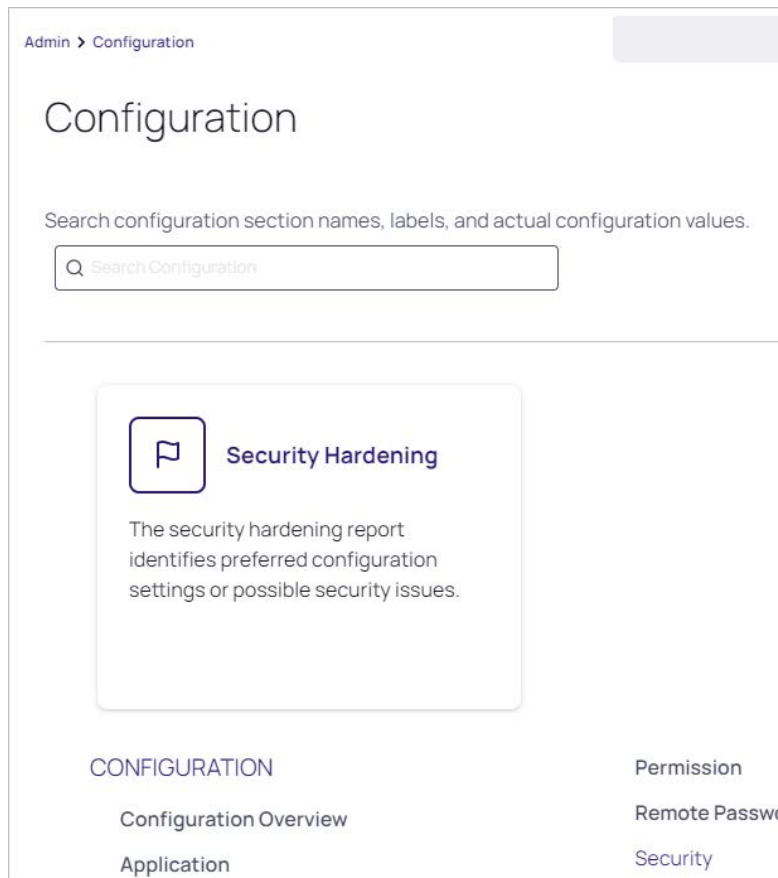 Admin > Configuration
Configuration
Search configuration section names, labels, and actual configuration values.
Search Configuration
Security Hardening
The security hardening report
identifies preferred configuration
settings or possible security issues.
CONFIGURATION
Configuration Overview
Application
Permission
Remote Passwo
Security